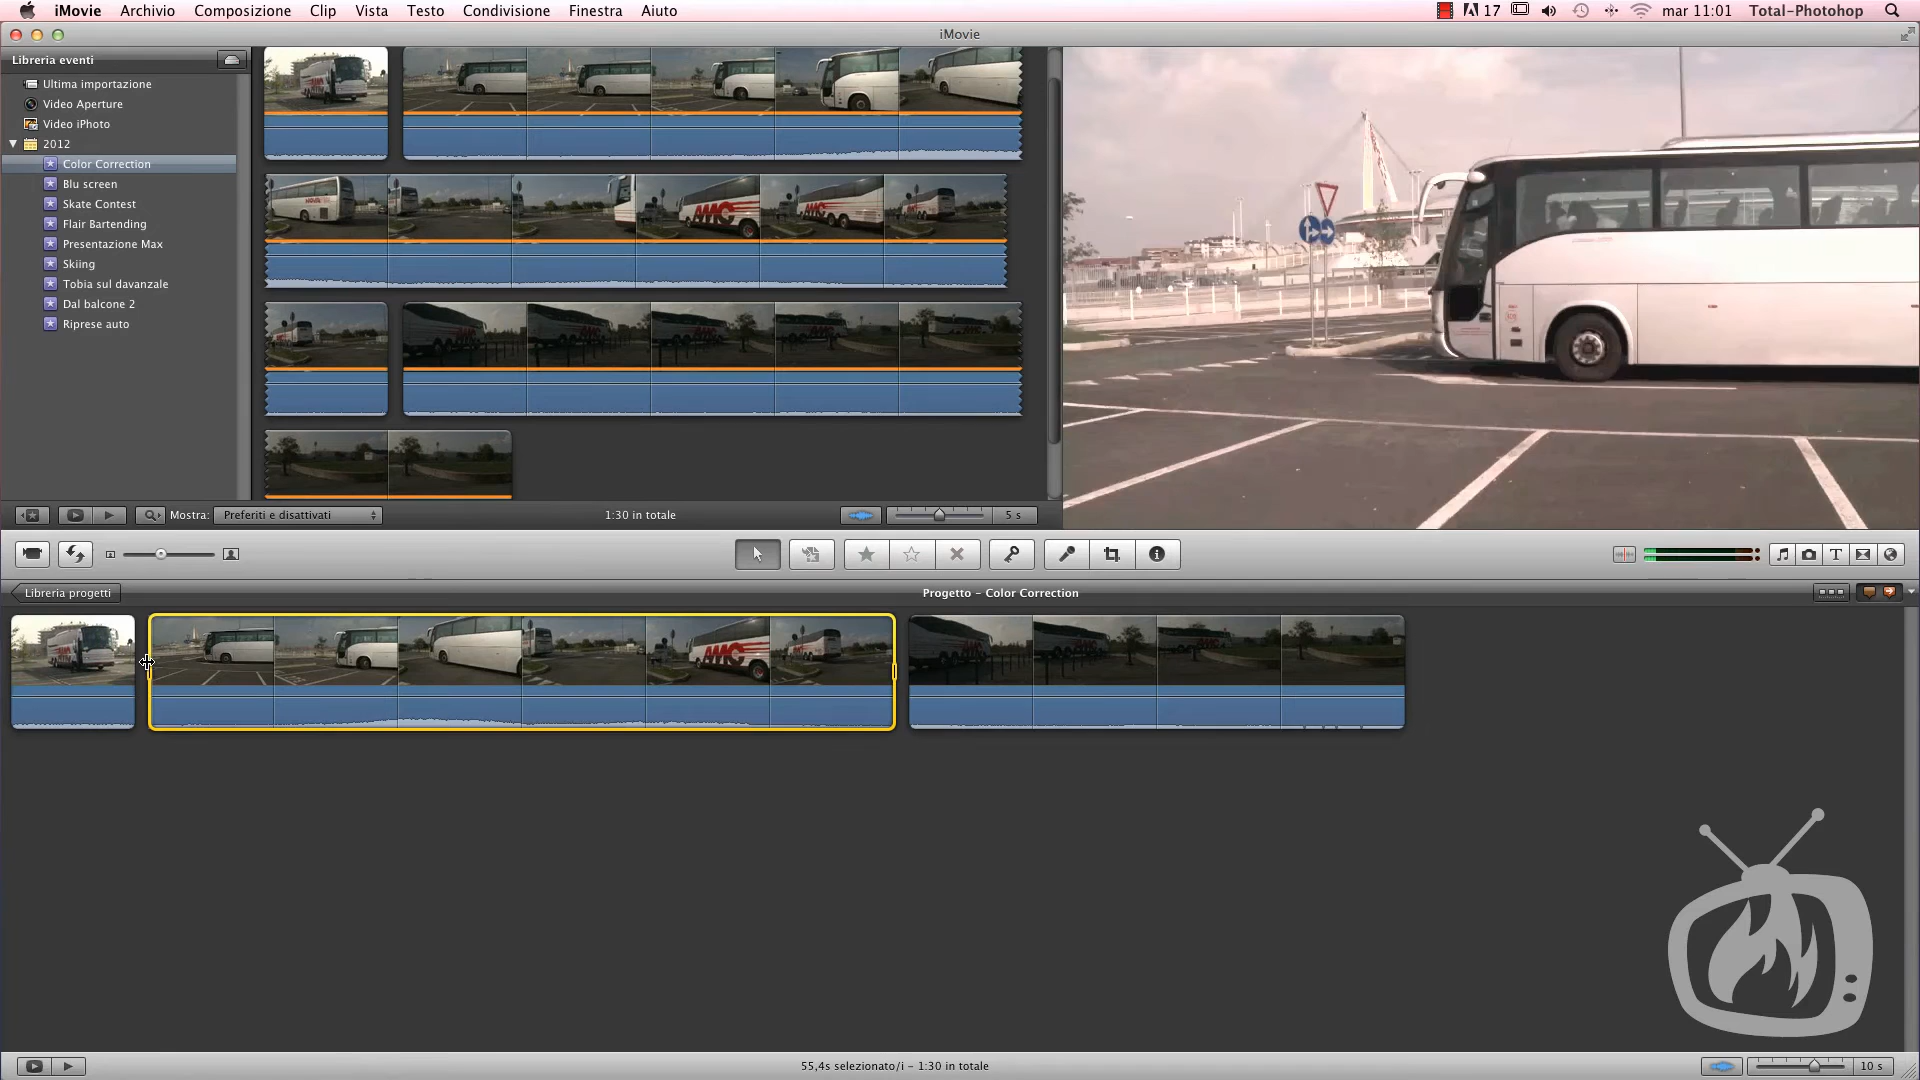 iMovie Archivio Composizione Clip Vista Testo Condivisione Finestra Aiuto 17 mar 11:01 Total-Photohop
iMovie
Libreria eventi
Ultima importazione
Video Aperture
Video iPhoto
2012
Color Correction
Blu screen
Skate Contest
Flair Bartending
Presentazione Max
Skiing
Tobia sul davanzale
Dal balcone 2
Riprese auto
AMC
AMC
Mostra: Preferiti e disattivati 1:30 in totale 5 s
Libreria progetti Progetto - Color Correction
AMC
55,4s selezionato/i - 1:30 in totale 10 s